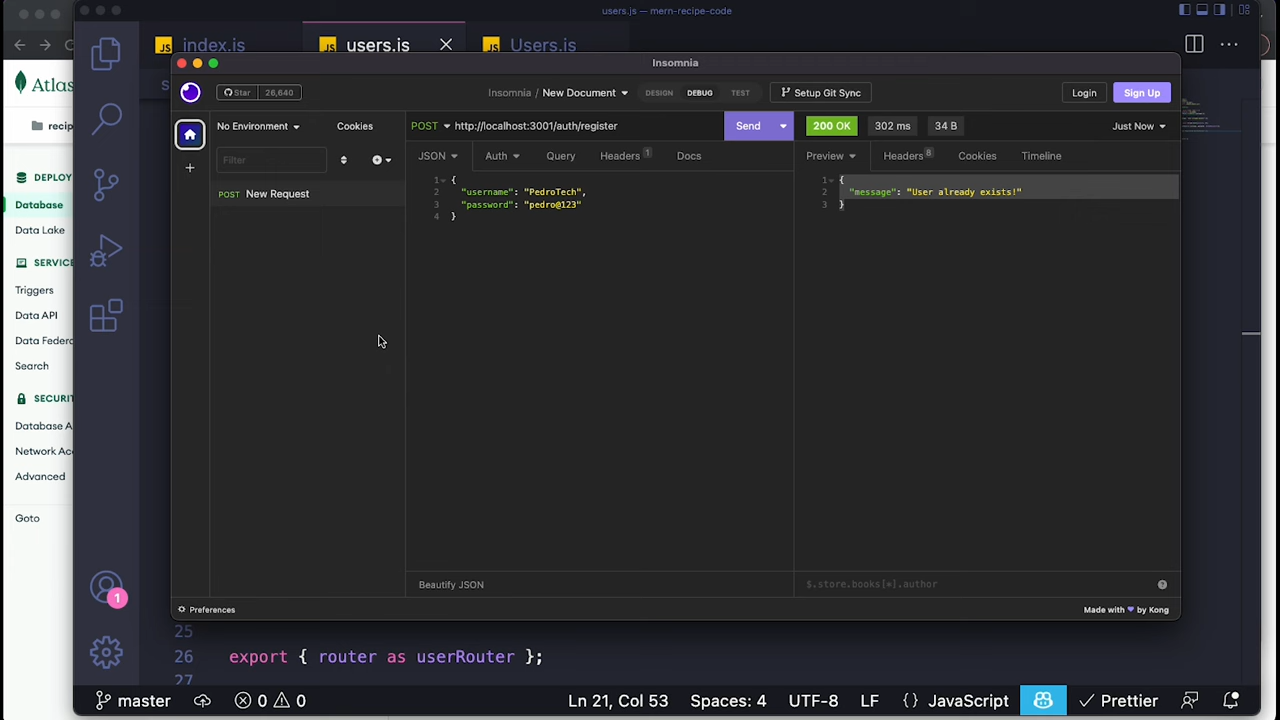 users.js — mern-recipe-code
index.js
users.js
Users.js
Insomnia
Atlas
Star 26,640
Insomnia / New Document
DESIGN
DEBUG
TEST
Setup Git Sync
Login
Sign Up
recip
No Environment
Cookies
POST http://localhost:3001/auth/register
Send
200 OK
302 ms
34 B
Just Now
Filter
JSON
Auth
Query
Headers 1
Docs
Preview
Headers 8
Cookies
Timeline
DEPLOY
Database
Data Lake
SERVICE
Triggers
Data API
Data Federa
Search
SECURIT
Database A
Network Acc
Advanced
Goto
POST New Request
1 {
2 "username": "PedroTech",
3 "password": "pedro@123"
4 }
1 {
2 "message": "User already exists!"
3 }
Beautify JSON
$.store.books[*].author
Preferences
Made with ♥ by Kong
1
25
26 export { router as userRouter };
27
master
0 0
Ln 21, Col 53
Spaces: 4
UTF-8
LF
{} JavaScript
Prettier